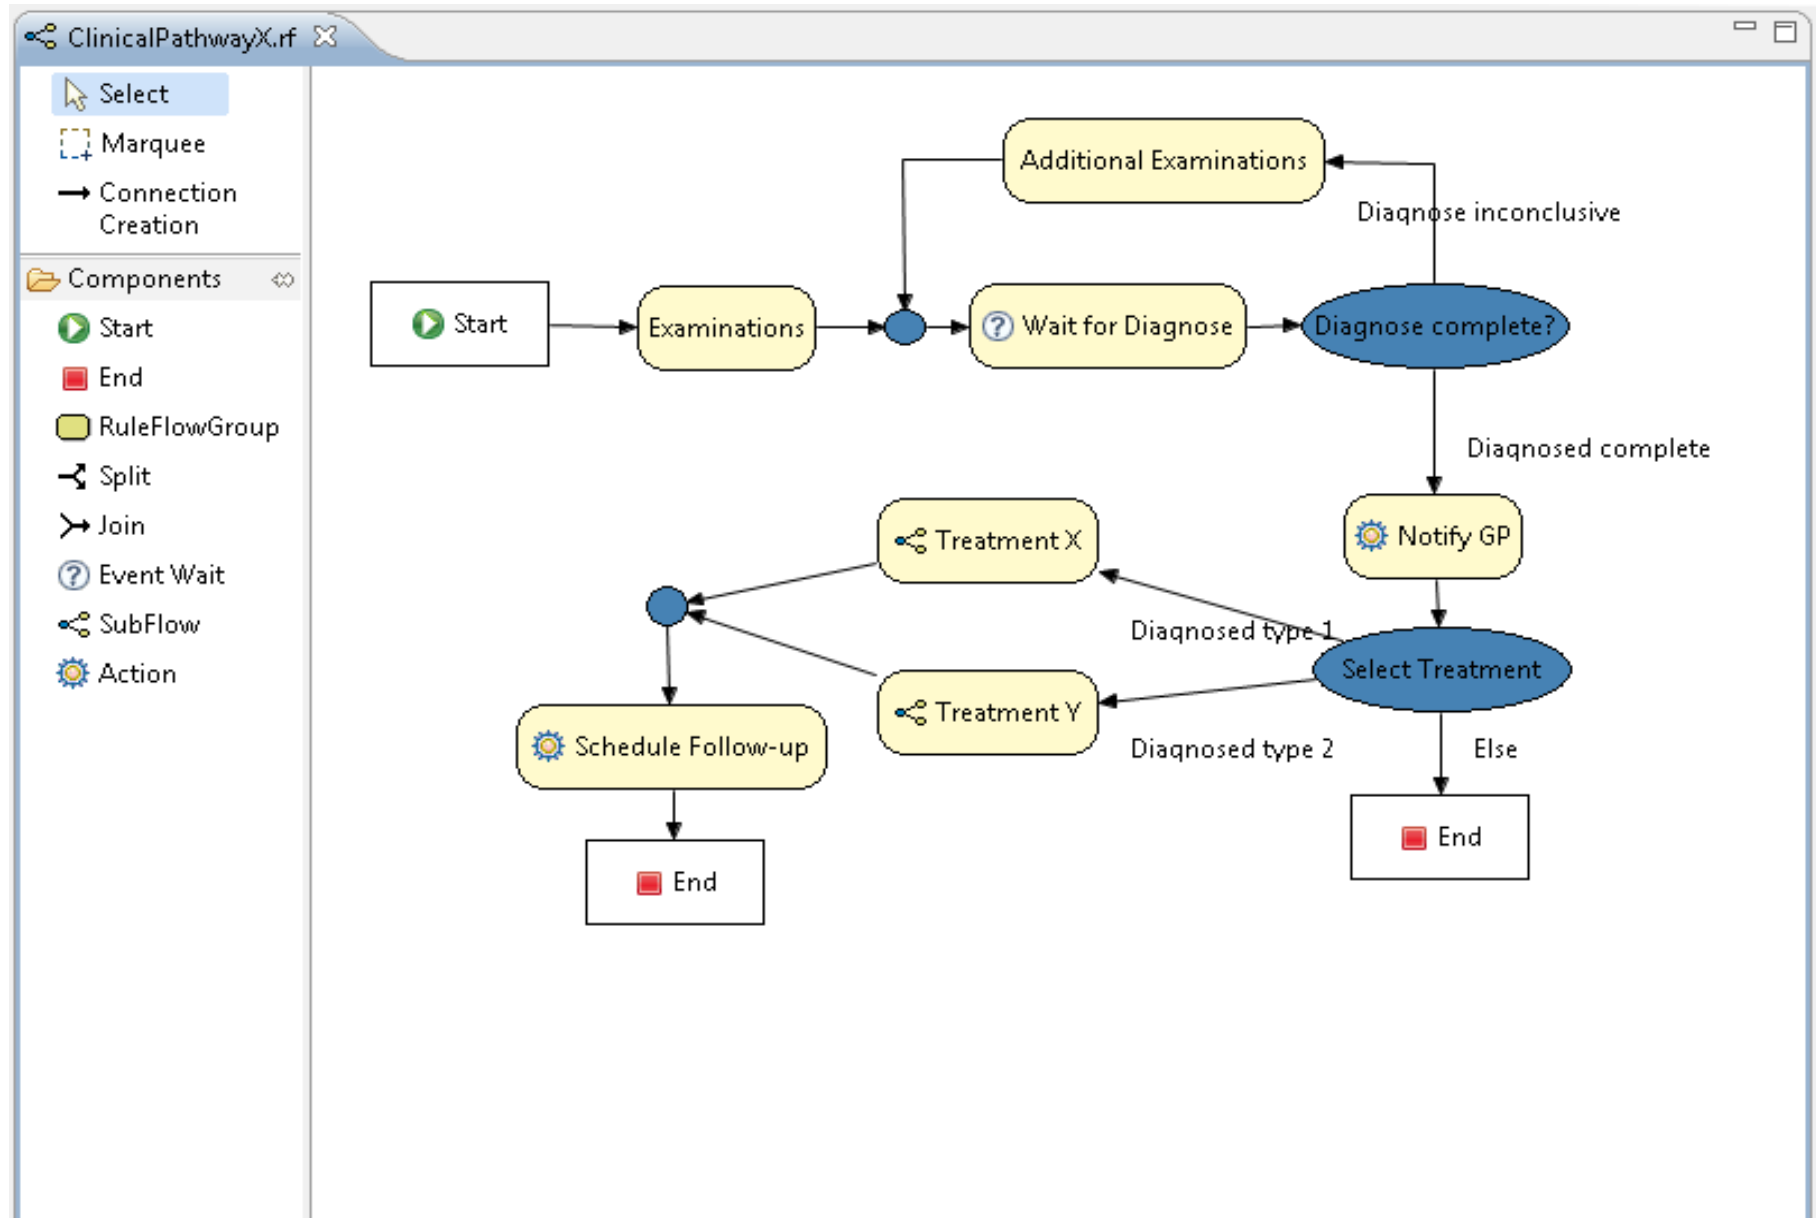 ClinicalPathwayX.rf
Select
Marquee
Connection
Creation
Components
Start
End
RuleFlowGroup
Split
Join
Event Wait
SubFlow
Action
Additional Examinations
Diagnose inconclusive
Start
Examinations
Wait for Diagnose
Diagnose complete?
Diagnosed complete
Treatment X
Notify GP
Diagnosed type 1
Select Treatment
Treatment Y
Schedule Follow-up
Diagnosed type 2
Else
End
End